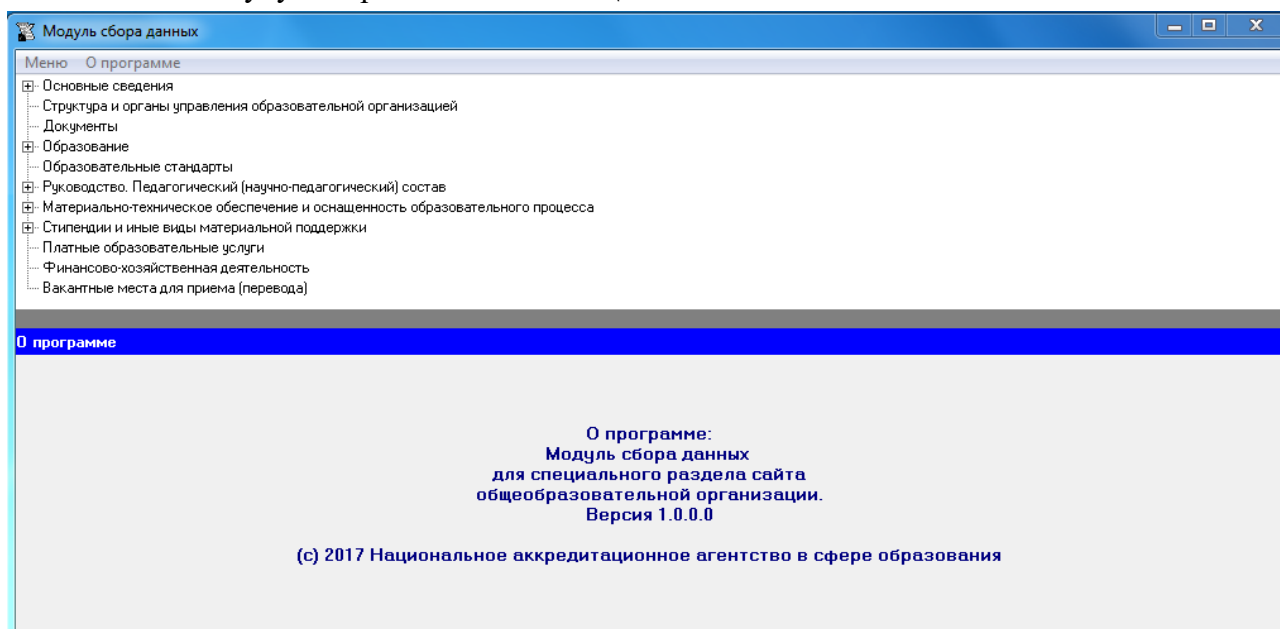 Модуль сбора данных
Меню О программе
Основные сведения
Структура и органы управления образовательной организацией
Документы
Образование
Образовательные стандарты
Руководство. Педагогический (научно-педагогический) состав
Материально-техническое обеспечение и оснащенность образовательного процесса
Стипендии и иные виды материальной поддержки
Платные образовательные услуги
Финансово-хозяйственная деятельность
Вакантные места для приема (перевода)
О программе
О программе:
Модуль сбора данных
для специального раздела сайта
общеобразовательной организации.
Версия 1.0.0.0
(с) 2017 Национальное аккредитационное агентство в сфере образования